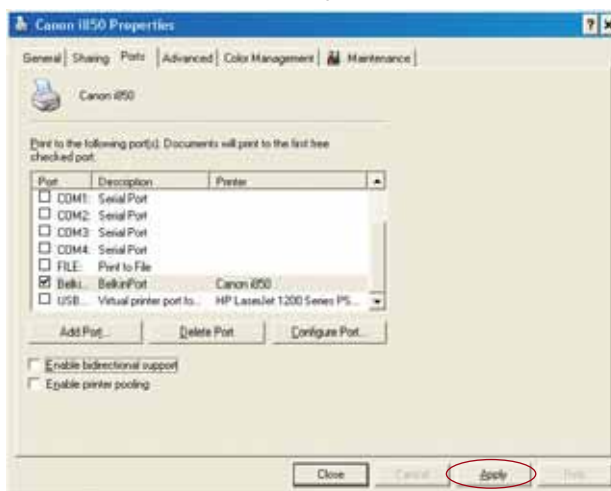 Canon i850 Properties
General Sharing Ports Advanced Color Management Maintenance
Canon i850
Print to the following port(s). Documents will print to the first free
checked port.
Port Description Printer
COM1: Serial Port
COM2: Serial Port
COM3: Serial Port
COM4: Serial Port
FILE: Print to File
Belki... BelkinPort Canon i850
USB... Virtual printer port fo... HP LaserJet 1200 Series PS...
Add Port... Delete Port Configure Port...
Enable bidirectional support
Enable printer pooling
Close Cancel Apply Help